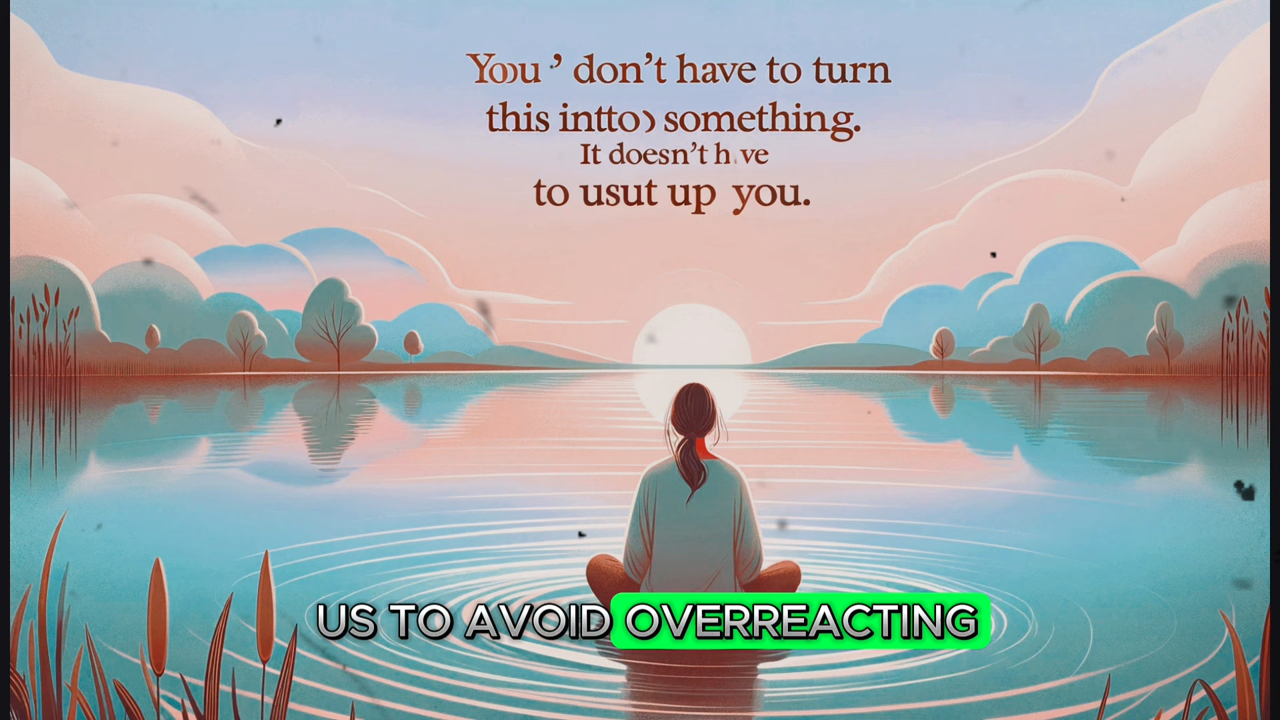 You ’ don’t have to turn
this intto) something.
It doesn’t h ve
to usut up you.
US TO AVOID OVERREACTING